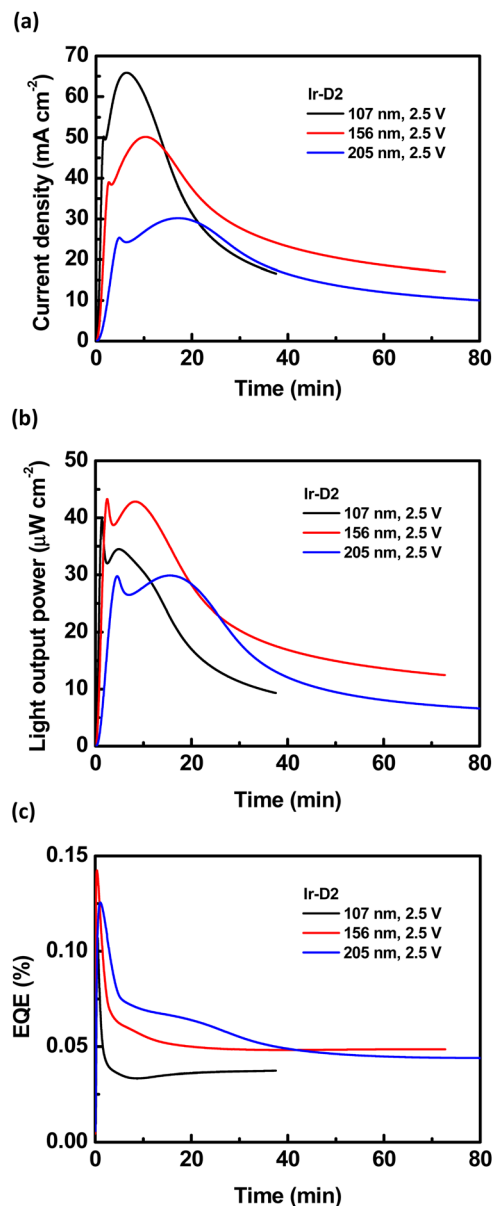 (a)
70
60
50
40
30
20
10
0
Current density (mA cm⁻²)
Ir-D2
107 nm, 2.5 V
156 nm, 2.5 V
205 nm, 2.5 V
0 20 40 60 80
Time (min)
(b)
50
40
30
20
10
0
Light output power (μW cm⁻²)
Ir-D2
107 nm, 2.5 V
156 nm, 2.5 V
205 nm, 2.5 V
0 20 40 60 80
Time (min)
(c)
0.15
0.10
0.05
0.00
EQE (%)
Ir-D2
107 nm, 2.5 V
156 nm, 2.5 V
205 nm, 2.5 V
0 20 40 60 80
Time (min)